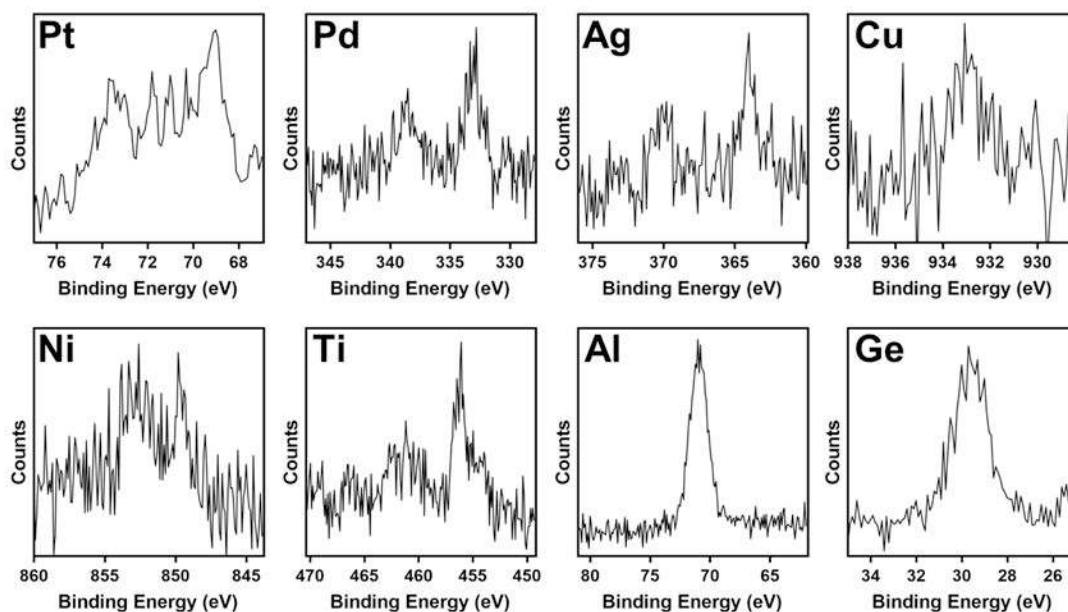 Pt
Counts
76 74 72 70 68
Binding Energy (eV)
Pd
Counts
345 340 335 330
Binding Energy (eV)
Ag
Counts
375 370 364 360
Binding Energy (eV)
Cu
Counts
938 936 934 932 930
Binding Energy (eV)
Ni
Counts
860 855 850 845
Binding Energy (eV)
Ti
Counts
470 465 460 455 450
Binding Energy (eV)
Al
Counts
80 75 70 65
Binding Energy (eV)
Ge
Counts
34 32 30 28 26
Binding Energy (eV)